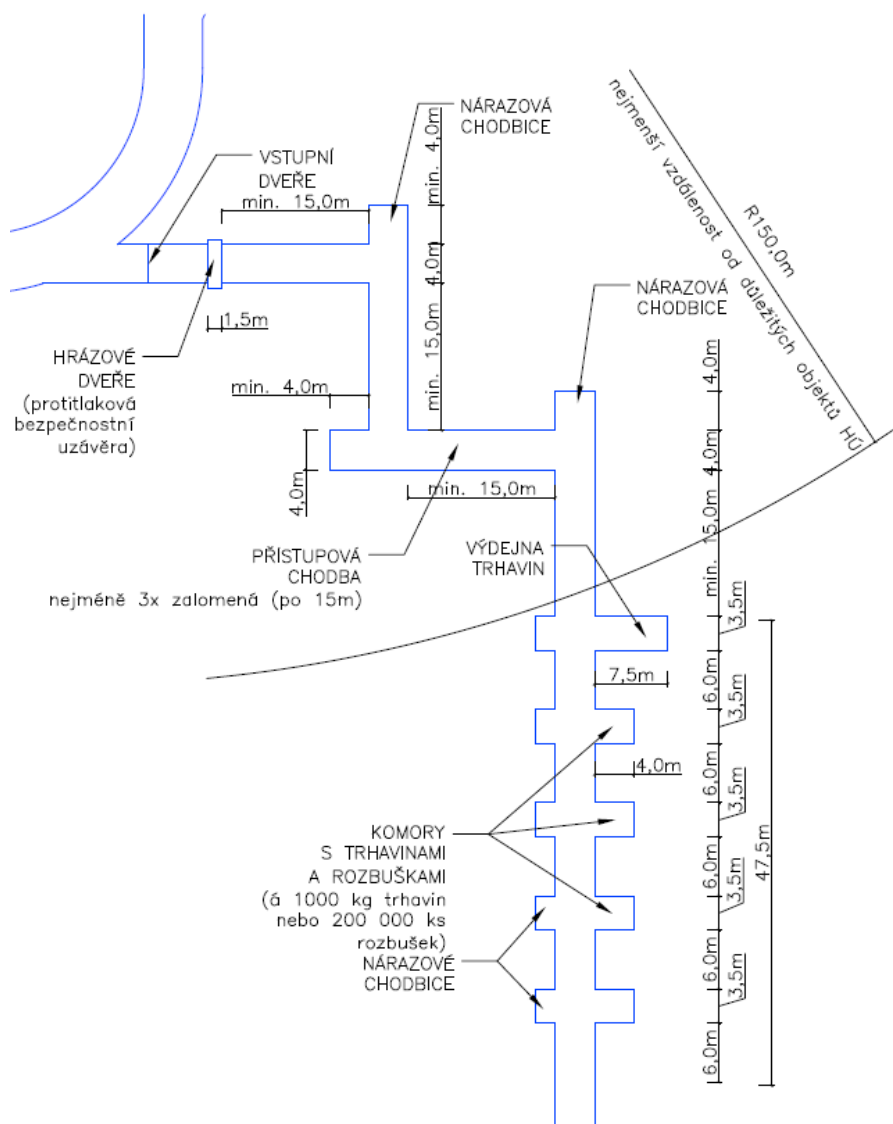 NÁRAZOVÁ
CHODBICE
min. 4,0m
VSTUPNÍ
DVEŘE
min. 15,0m
4,0m
nejmenší vzdálenost od důležitých objektů HÚ
R150,0m
NÁRAZOVÁ
CHODBICE
1,5m
min. 15,0m
HRÁZOVÉ
DVEŘE
(protitlaková
bezpečnostní
uzávěra)
min. 4,0m
4,0m
4,0m
4,0m
min. 15,0m
min. 15,0m
PŘÍSTUPOVÁ
CHODBA
nejméně 3x zalomená (po 15m)
VÝDEJNA
TRHAVIN
3,5m
7,5m
6,0m
3,5m
4,0m
6,0m
3,5m
KOMORY
S TRHAVINAMI
A ROZBUŠKAMI
(á 1000 kg trhavin
nebo 200 000 ks
rozbušek)
47,5m
6,0m
3,5m
NÁRAZOVÉ
CHODBICE
6,0m
3,5m
6,0m